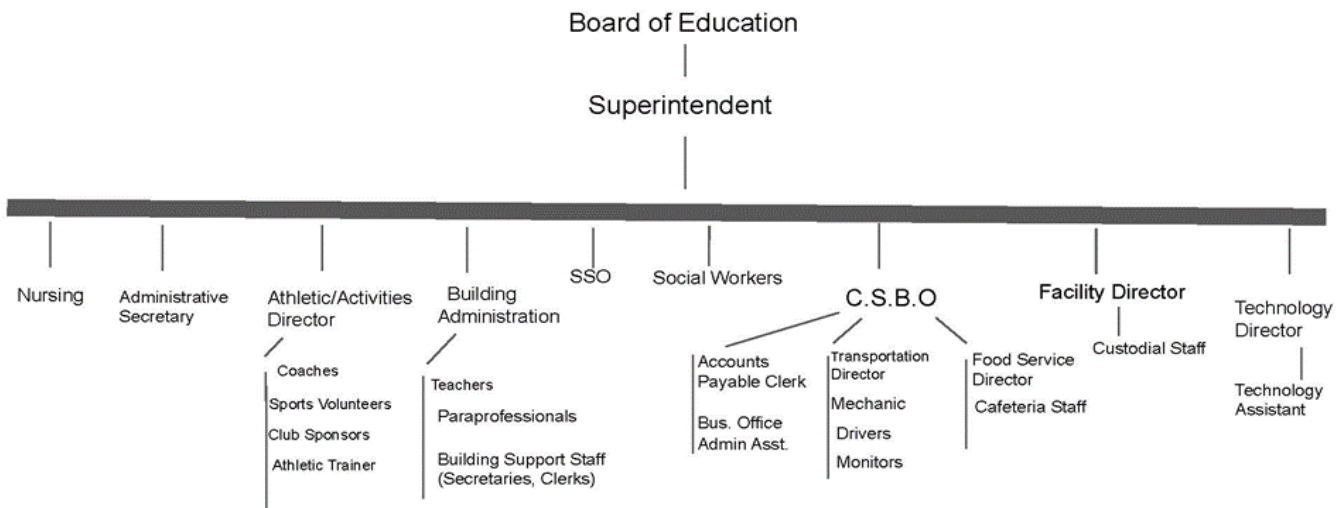 Board of Education
Superintendent
Nursing
Administrative
Secretary
Athletic/Activities
Director
Coaches
Sports Volunteers
Club Sponsors
Athletic Trainer
Building
Administration
Teachers
Paraprofessionals
Building Support Staff
(Secretaries, Clerks)
SSO
Social Workers
C.S.B.O
Accounts
Payable Clerk
Bus. Office
Admin Asst.
Transportation
Director
Mechanic
Drivers
Monitors
Food Service
Director
Cafeteria Staff
Facility Director
Custodial Staff
Technology
Director
Technology
Assistant